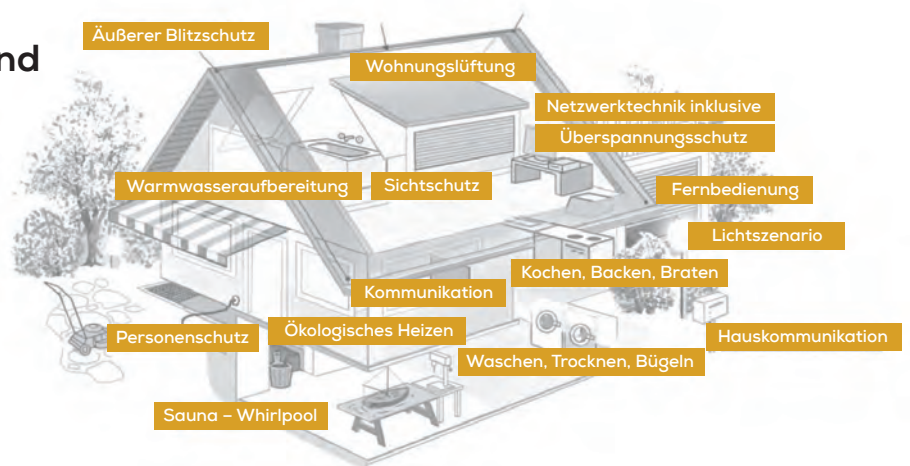 Äußerer Blitzschutz
nd
Wohnungslüftung
Netzwerktechnik inklusive
Überspannungsschutz
Warmwasseraufbereitung
Sichtschutz
Fernbedienung
Lichtszenario
Kochen, Backen, Braten
Kommunikation
Ökologisches Heizen
Personenschutz
Hauskommunikation
Waschen, Trocknen, Bügeln
Sauna – Whirlpool